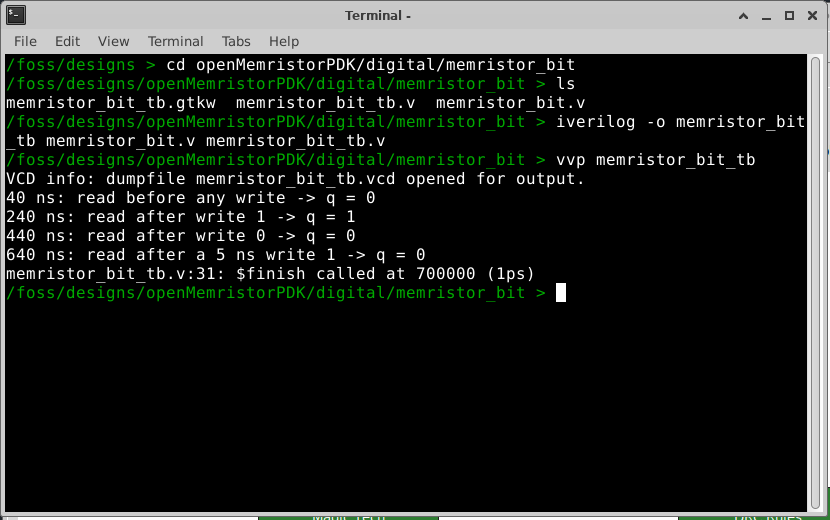 Terminal -
File Edit View Terminal Tabs Help
/foss/designs > cd openMemristorPDK/digital/memristor_bit
/foss/designs/openMemristorPDK/digital/memristor_bit > ls
memristor_bit_tb.gtkw  memristor_bit_tb.v  memristor_bit.v
/foss/designs/openMemristorPDK/digital/memristor_bit > iverilog -o memristor_bit
_tb memristor_bit.v memristor_bit_tb.v
/foss/designs/openMemristorPDK/digital/memristor_bit > vvp memristor_bit_tb
VCD info: dumpfile memristor_bit_tb.vcd opened for output.
40 ns: read before any write -> q = 0
240 ns: read after write 1 -> q = 1
440 ns: read after write 0 -> q = 0
640 ns: read after a 5 ns write 1 -> q = 0
memristor_bit_tb.v:31: $finish called at 700000 (1ps)
/foss/designs/openMemristorPDK/digital/memristor_bit >
Magic Tech DRC Rules